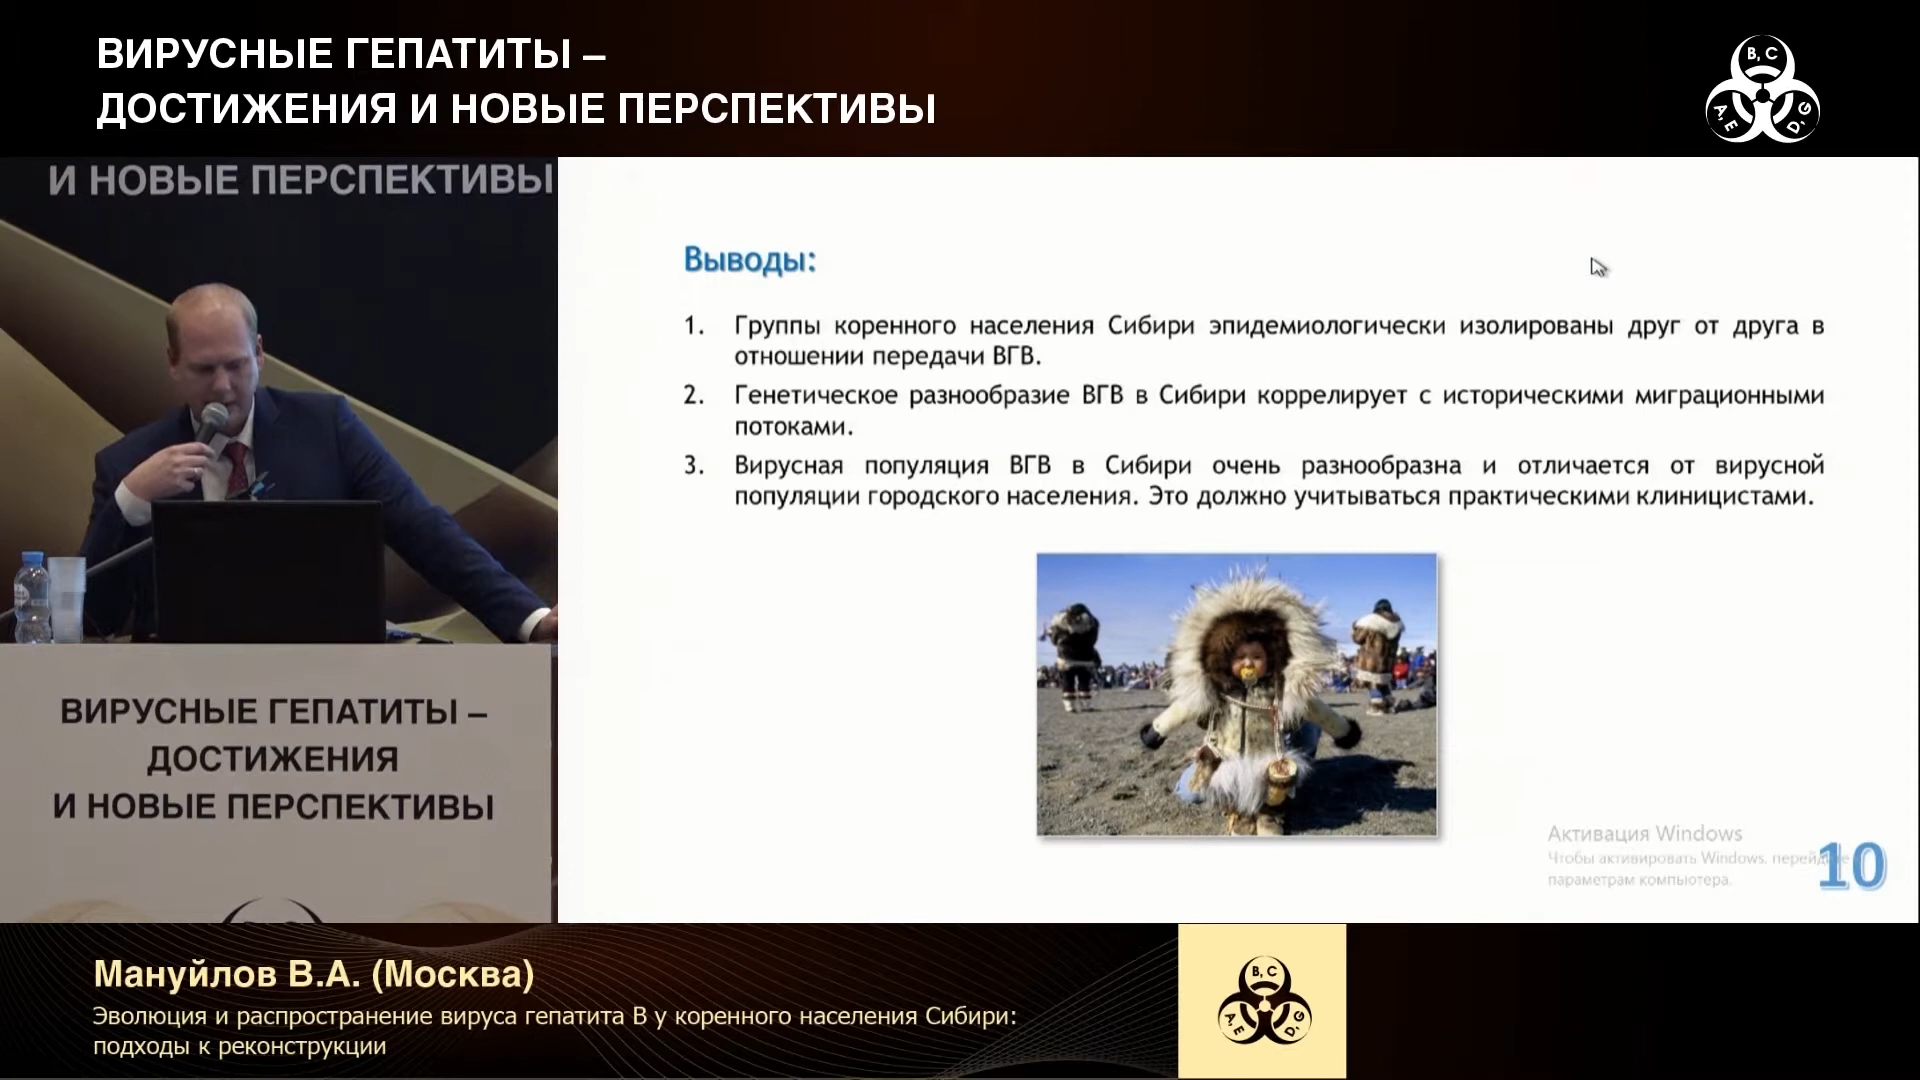 ВИРУСНЫЕ ГЕПАТИТЫ –
ДОСТИЖЕНИЯ И НОВЫЕ ПЕРСПЕКТИВЫ
B, C
A, E
D, G
И НОВЫЕ ПЕРСПЕКТИВЫ
Выводы:
1. Группы коренного населения Сибири эпидемиологически изолированы друг от друга в
отношении передачи ВГВ.
2. Генетическое разнообразие ВГВ в Сибири коррелирует с историческими миграционными
потоками.
3. Вирусная популяция ВГВ в Сибири очень разнообразна и отличается от вирусной
популяции городского населения. Это должно учитываться практическими клиницистами.
ВИРУСНЫЕ ГЕПАТИТЫ –
ДОСТИЖЕНИЯ
И НОВЫЕ ПЕРСПЕКТИВЫ
Активация Windows
Чтобы активировать Windows,
параметрам компьютера.
10
Мануйлов В.А. (Москва)
Эволюция и распространение вируса гепатита В у коренного населения Сибири:
подходы к реконструкции
B, C
A, E
D, G